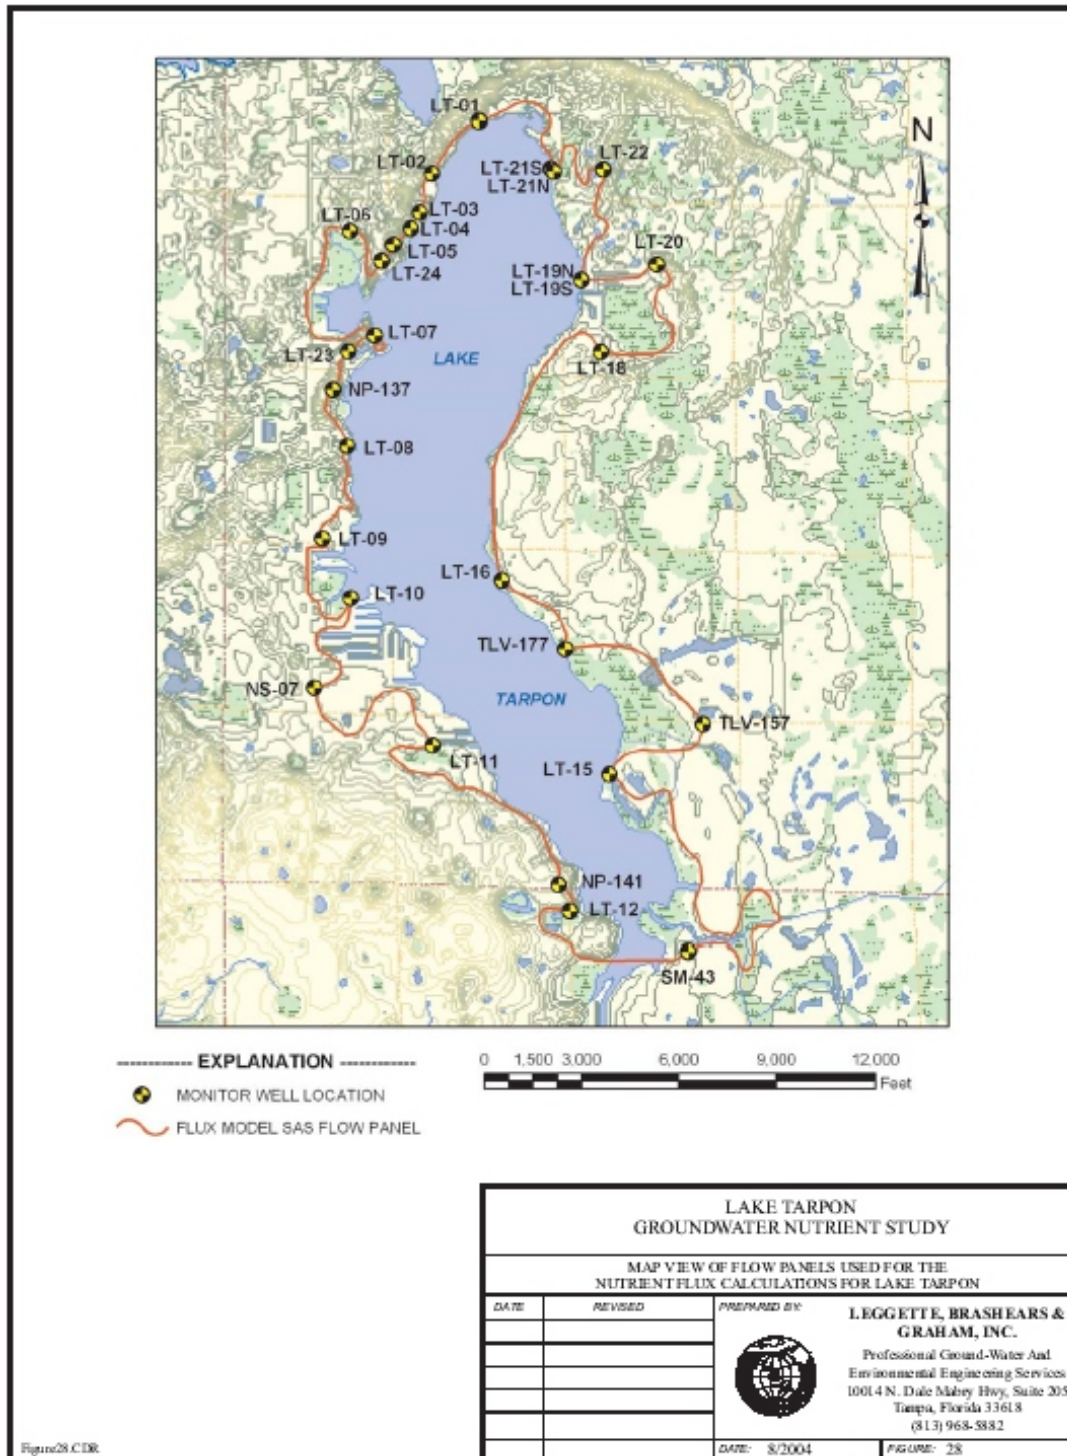 LT-01
N
LT-02
LT-21S
LT-21N
LT-22
LT-03
LT-06
LT-04
LT-05
LT-20
LT-24
LT-19N
LT-19S
LT-07
LT-23
LAKE
LT-18
NP-137
LT-08
LT-09
LT-16
LT-10
TLV-177
NS-07
TARPON
TLV-157
LT-11
LT-15
NP-141
LT-12
SM-43
------------ EXPLANATION ------------
MONITOR WELL LOCATION
FLUX MODEL SAS FLOW PANEL
0 1,500 3,000 6,000 9,000 12,000
Feet
LAKE TARPON
GROUNDWATER NUTRIENT STUDY
MAP VIEW OF FLOW PANELS USED FOR THE
NUTRIENT FLUX CALCULATIONS FOR LAKE TARPON
DATE REVISED PREPARED BY:
LEGGETTE, BRASHEARS &
GRAHAM, INC.
Professional Ground-Water And
Environmental Engineering Services
10014 N. Dale Mabry Hwy, Suite 205
Tampa, Florida 33618
(813) 968-5882
DATE: 8/2004 FIGURE: 28
Figure28.CDR